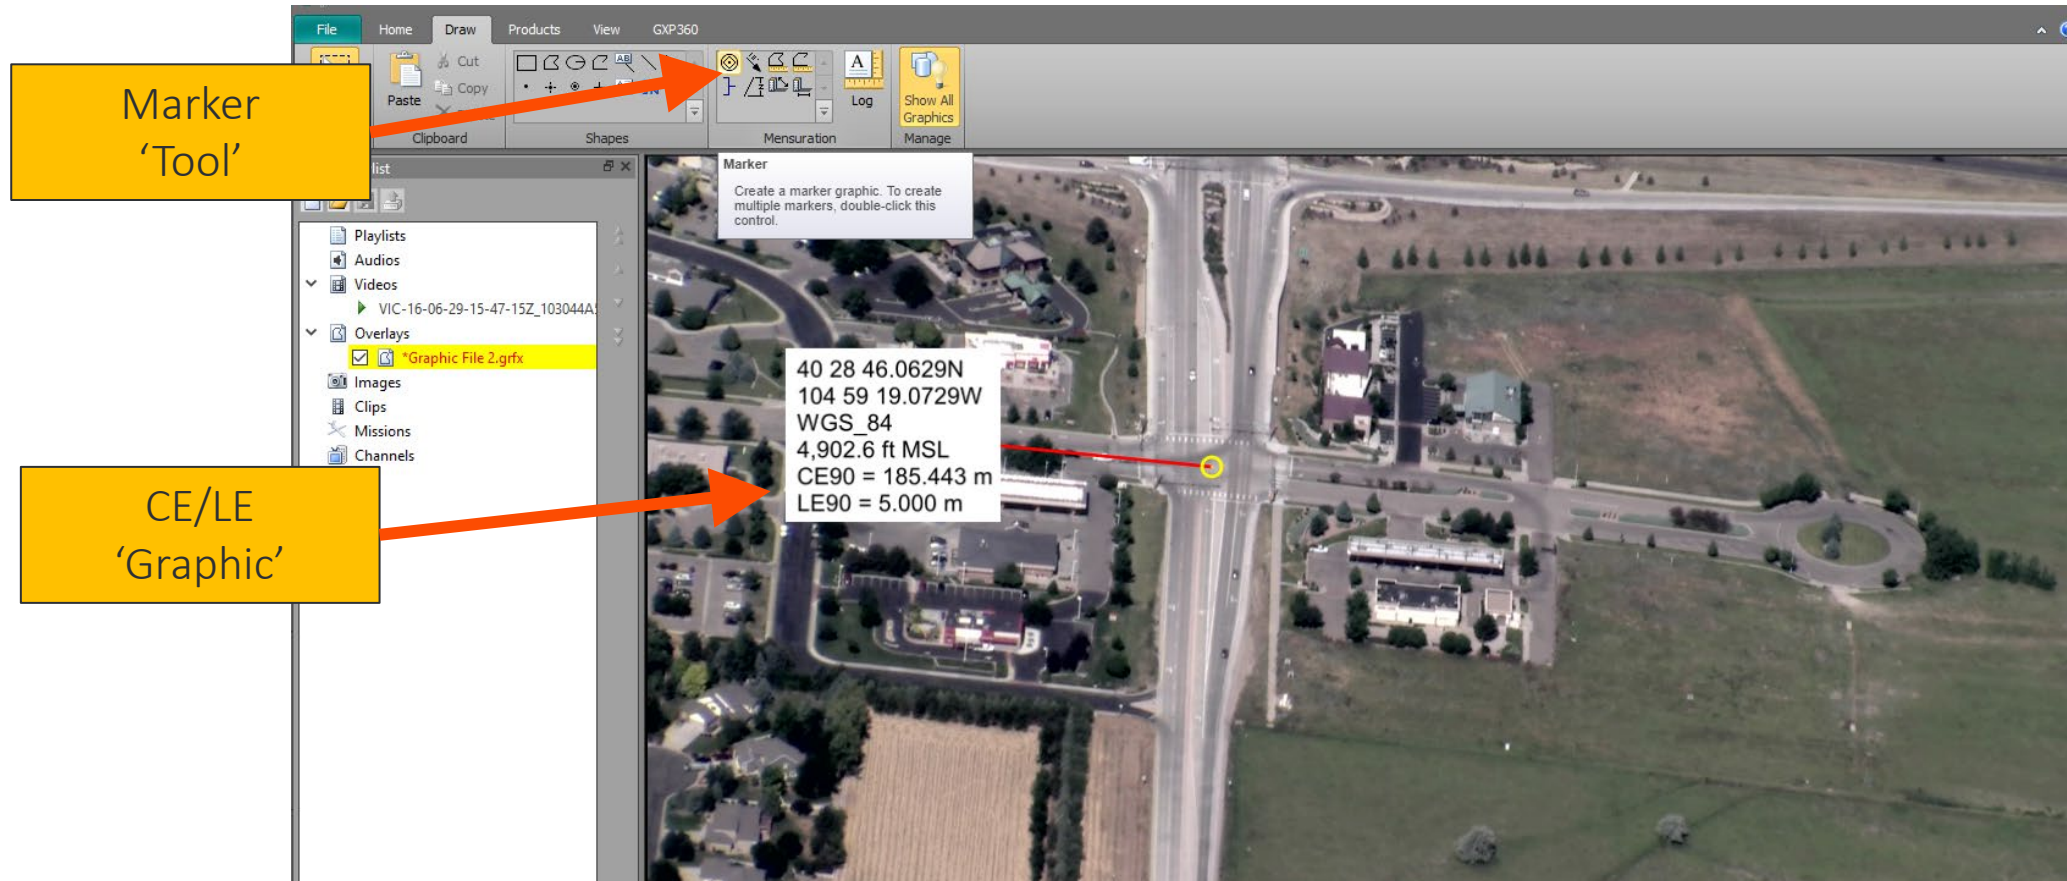 File Home Draw Products View GXP360
Cut
Copy
Paste
Log
Show All
Graphics
Clipboard Shapes Mensuration Manage
Marker
‘Tool’
list
Marker
Create a marker graphic. To create
multiple markers, double-click this
control.
Playlists
Audios
Videos
VIC-16-06-29-15-47-15Z_103044A
Overlays
*Graphic File 2.grfx
Images
Clips
Missions
Channels
40 28 46.0629N
104 59 19.0729W
WGS_84
4,902.6 ft MSL
CE90 = 185.443 m
LE90 = 5.000 m
CE/LE
‘Graphic’